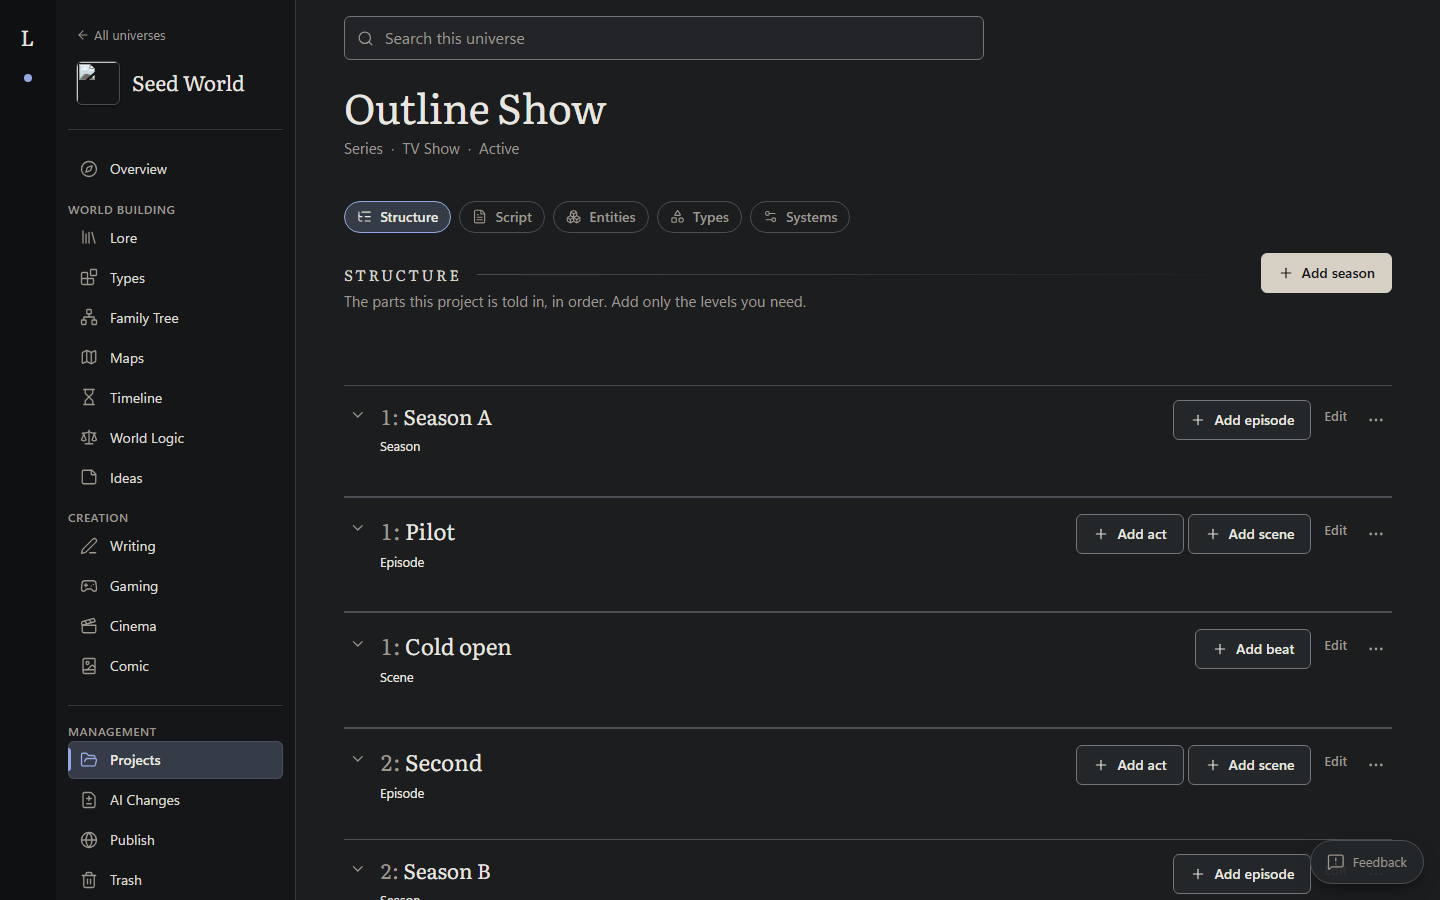 L
All universes
Seed World
Overview
WORLD BUILDING
Lore
Types
Family Tree
Maps
Timeline
World Logic
Ideas
CREATION
Writing
Gaming
Cinema
Comic
MANAGEMENT
Projects
AI Changes
Publish
Trash
Search this universe
Outline Show
Series · TV Show · Active
Structure Script Entities Types Systems
STRUCTURE
Add season
The parts this project is told in, in order. Add only the levels you need.
1: Season A
Add episode Edit
Season
1: Pilot
Add act Add scene Edit
Episode
1: Cold open
Add beat Edit
Scene
2: Second
Add act Add scene Edit
Episode
2: Season B
Add episode
Season
Feedback